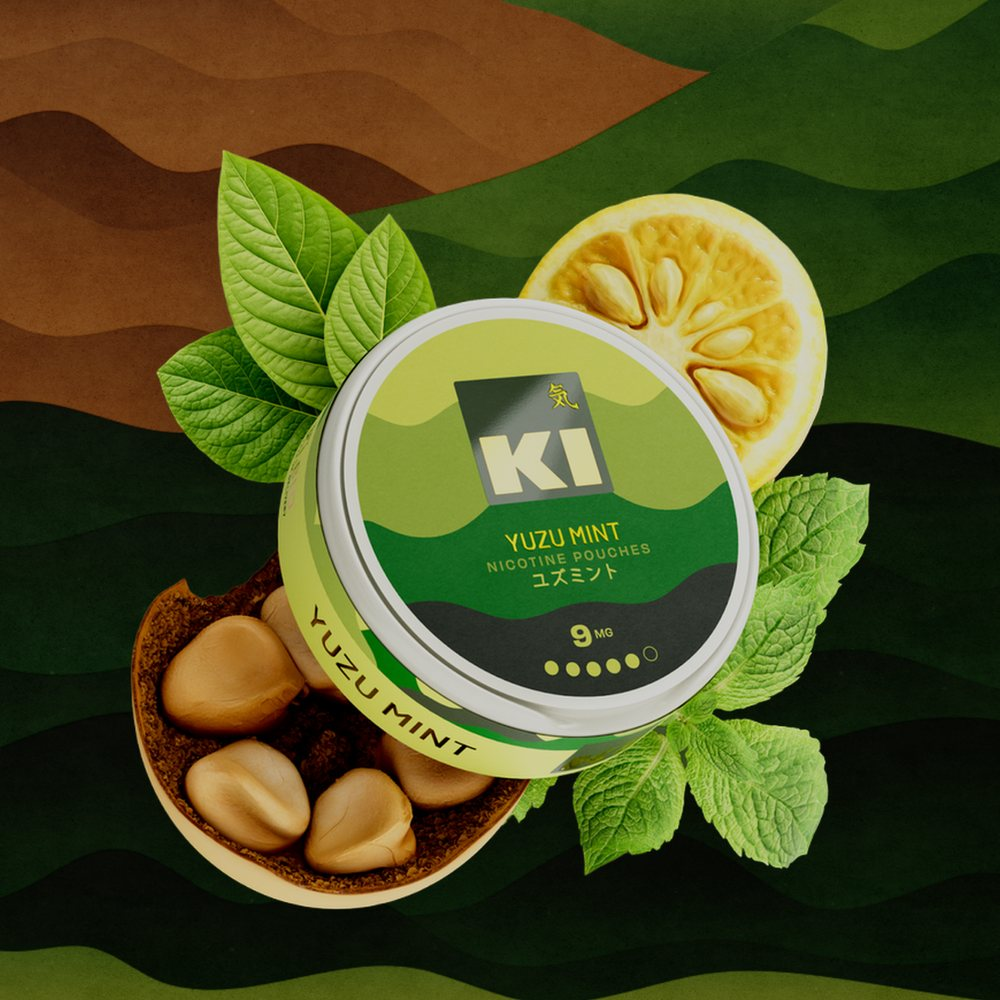 気
KI
YUZU MINT
NICOTINE POUCHES
ユズミント
9 MG
YUZU MINT